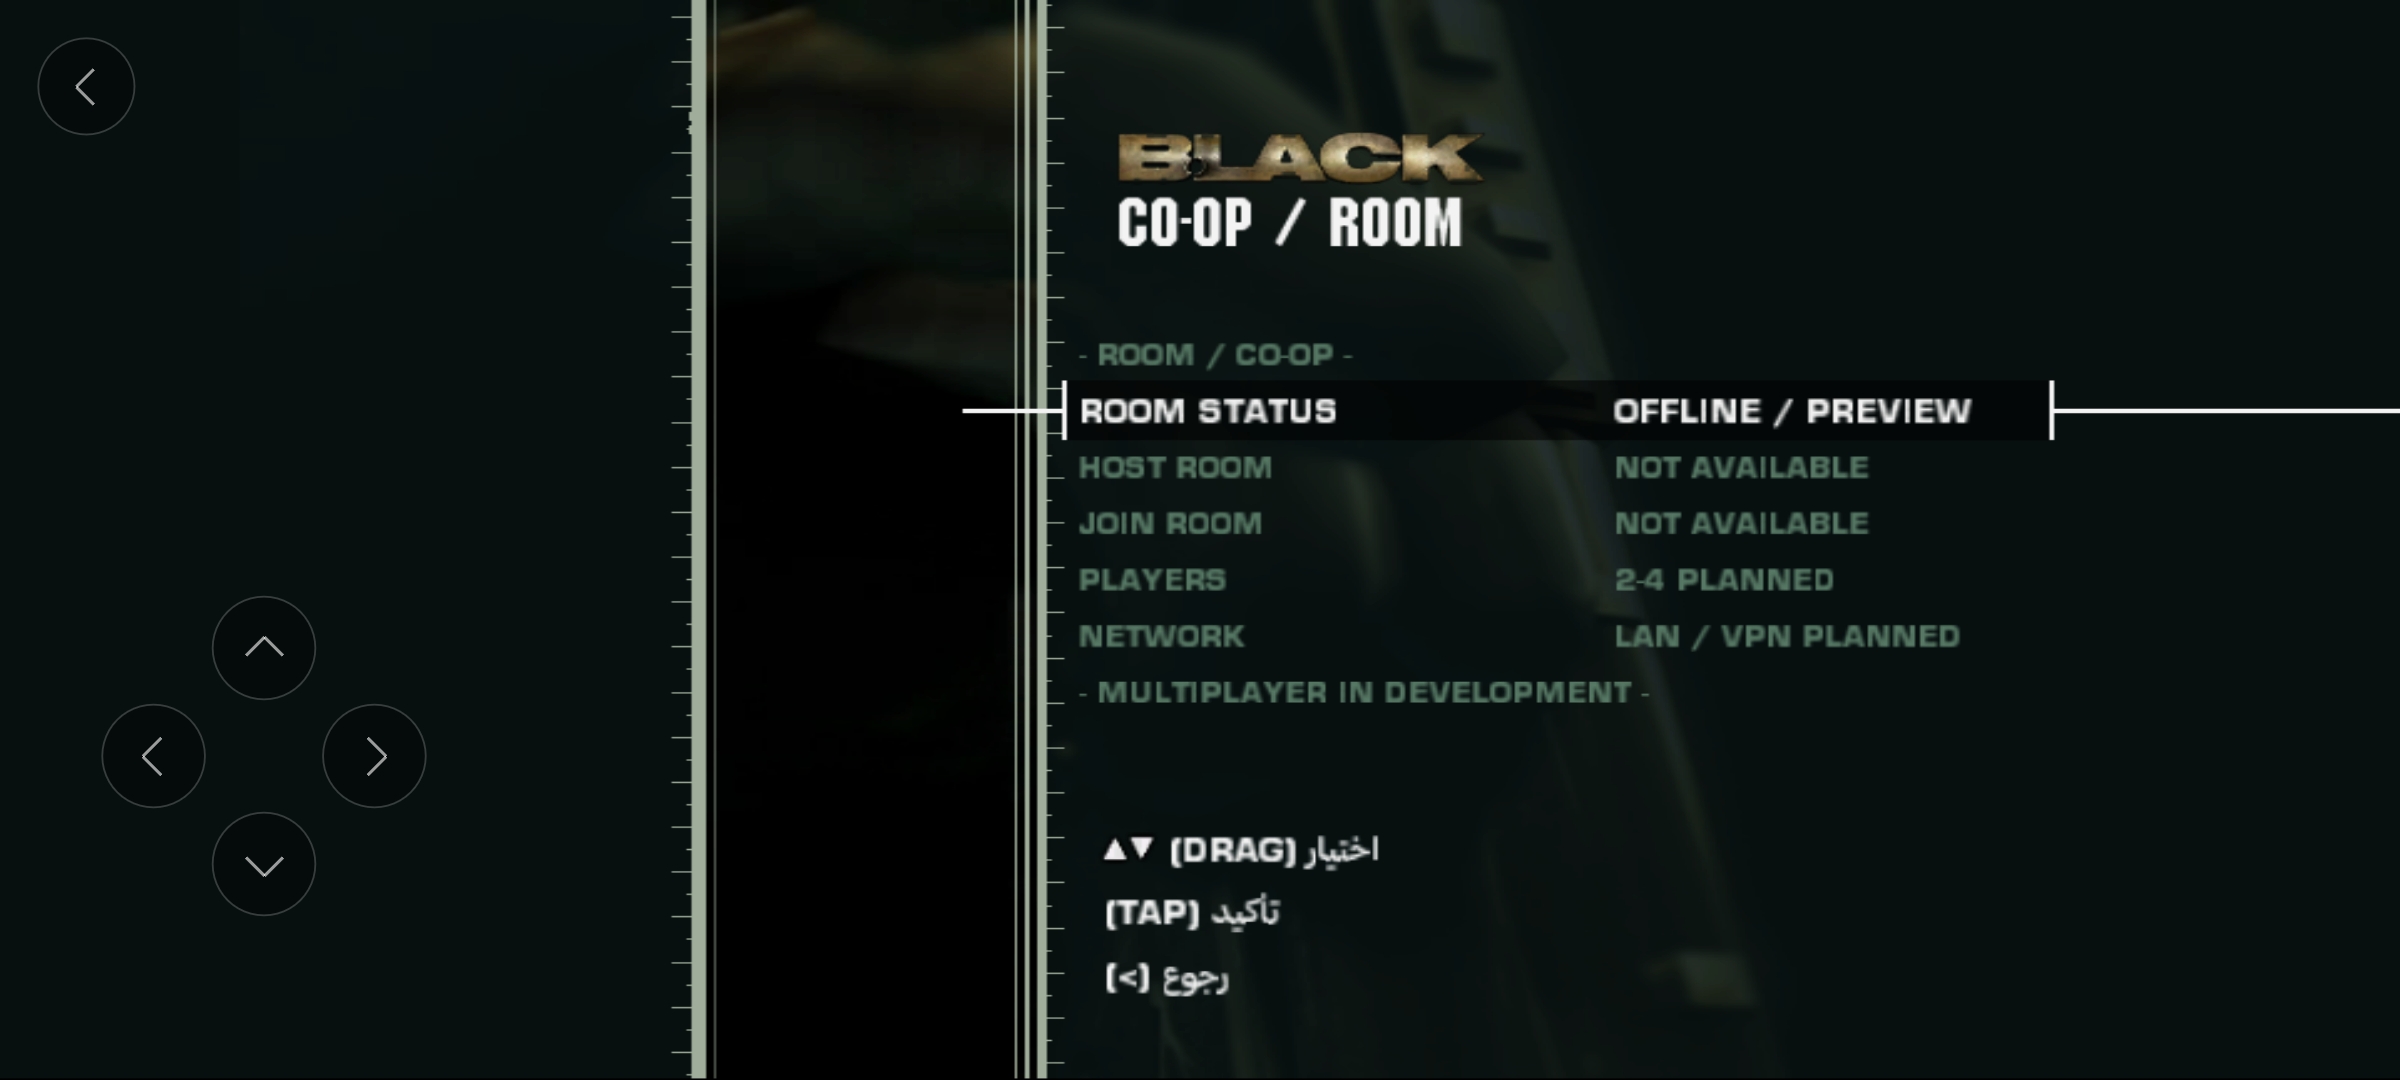 BLACK
CO-OP / ROOM
- ROOM / CO-OP -
ROOM STATUS OFFLINE / PREVIEW
HOST ROOM NOT AVAILABLE
JOIN ROOM NOT AVAILABLE
PLAYERS 2-4 PLANNED
NETWORK LAN / VPN PLANNED
- MULTIPLAYER IN DEVELOPMENT -
▲▼ (DRAG) اختيار
(TAP) تأكيد
(<) رجوع